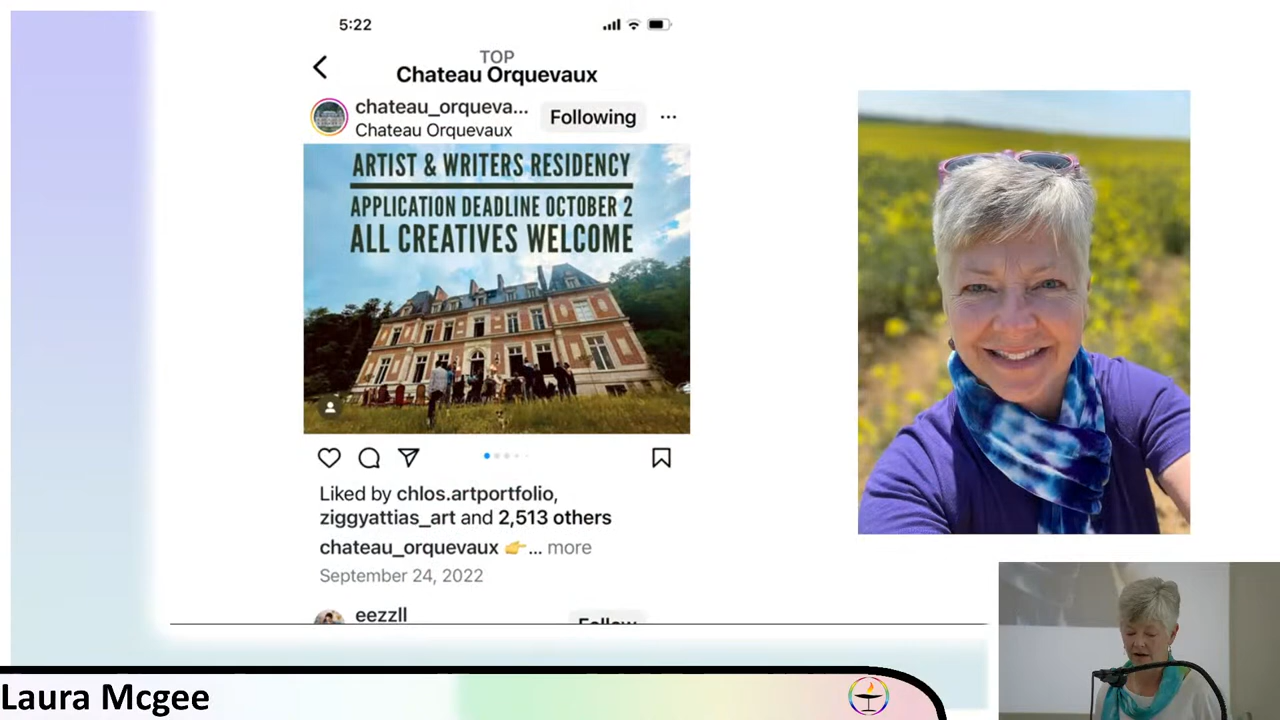 5:22
TOP
Chateau Orquevaux
chateau_orqueva...
Chateau Orquevaux
Following
ARTIST & WRITERS RESIDENCY
APPLICATION DEADLINE OCTOBER 2
ALL CREATIVES WELCOME
Liked by chlos.artportfolio,
ziggyattias_art and 2,513 others
chateau_orquevaux 👉... more
September 24, 2022
eezzll
Follow
Laura Mcgee